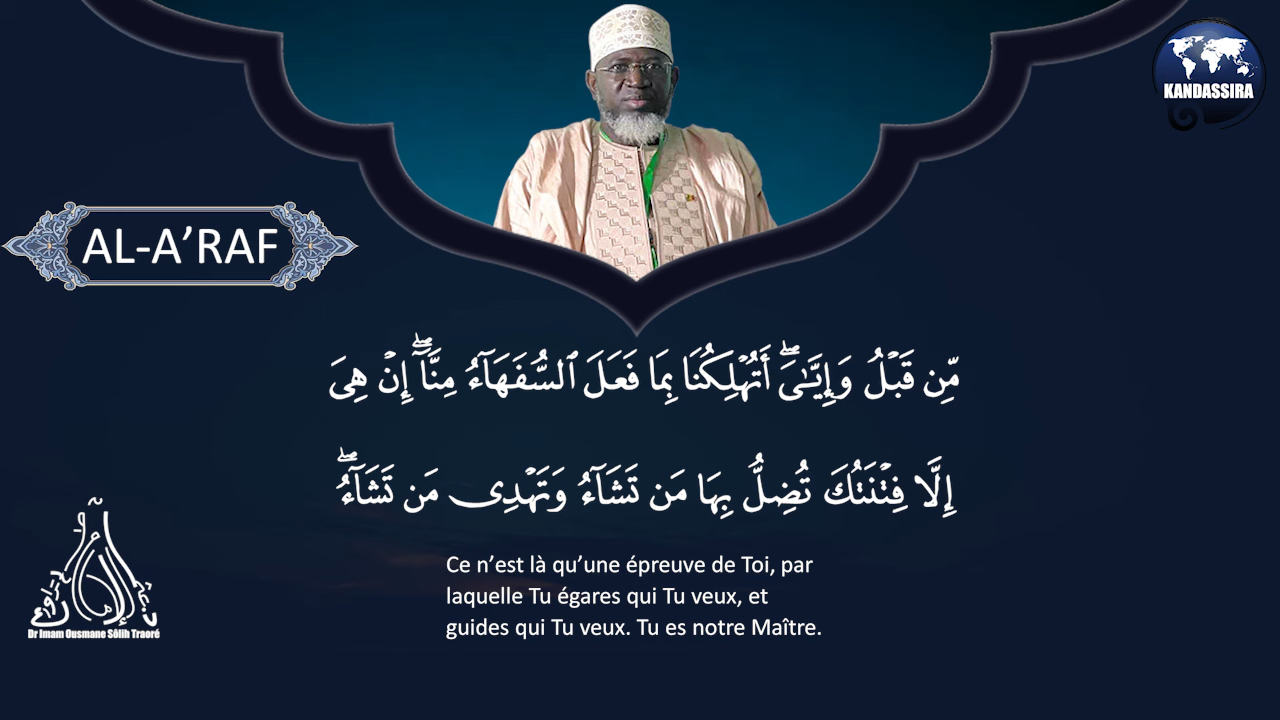 KANDASSIRA
AL-A’RAF
مِّن قَبْلُ وَإِيَّـٰىَ ۖ أَتُهْلِكُنَا بِمَا فَعَلَ ٱلسُّفَهَآءُ مِنَّآ ۖ إِنْ هِىَ
إِلَّا فِتْنَتُكَ تُضِلُّ بِهَا مَن تَشَآءُ وَتَهْدِى مَن تَشَآءُ ۖ
Ce n’est là qu’une épreuve de Toi, par
laquelle Tu égares qui Tu veux, et
guides qui Tu veux. Tu es notre Maître.
Dr Imam Ousmane Sôlih Traoré